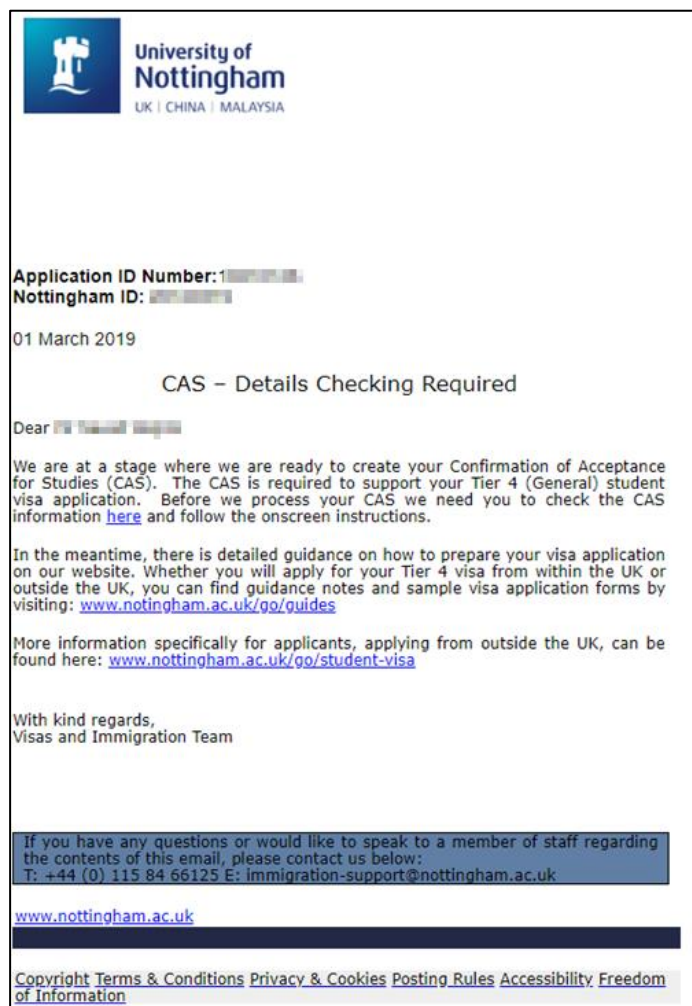 University of
Nottingham
UK | CHINA | MALAYSIA
Application ID Number:1
Nottingham ID:
01 March 2019
CAS – Details Checking Required
Dear
We are at a stage where we are ready to create your Confirmation of Acceptance
for Studies (CAS). The CAS is required to support your Tier 4 (General) student
visa application. Before we process your CAS we need you to check the CAS
information here and follow the onscreen instructions.
In the meantime, there is detailed guidance on how to prepare your visa application
on our website. Whether you will apply for your Tier 4 visa from within the UK or
outside the UK, you can find guidance notes and sample visa application forms by
visiting: www.notingham.ac.uk/go/guides
More information specifically for applicants, applying from outside the UK, can be
found here: www.nottingham.ac.uk/go/student-visa
With kind regards,
Visas and Immigration Team
If you have any questions or would like to speak to a member of staff regarding
the contents of this email, please contact us below:
T: +44 (0) 115 84 66125 E: immigration-support@nottingham.ac.uk
www.nottingham.ac.uk
Copyright Terms & Conditions Privacy & Cookies Posting Rules Accessibility Freedom
of Information